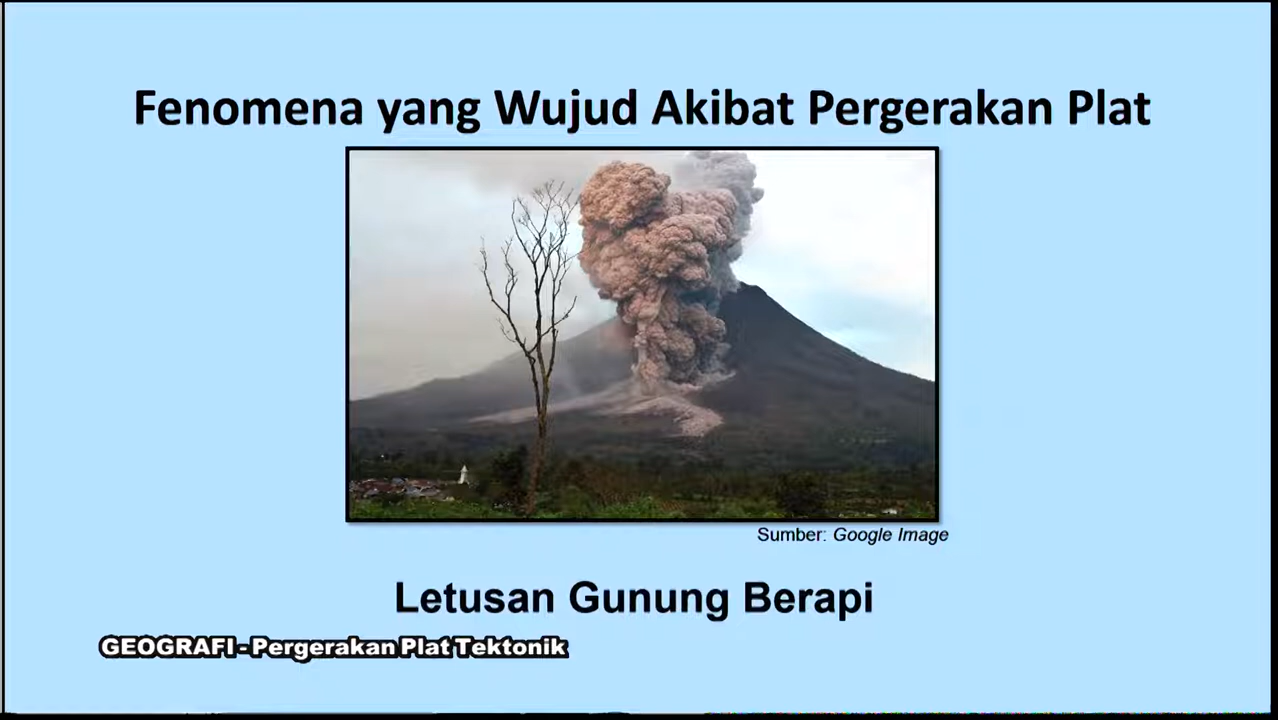 Fenomena yang Wujud Akibat Pergerakan Plat
Sumber: Google Image
Letusan Gunung Berapi
GEOGRAFI - Pergerakan Plat Tektonik